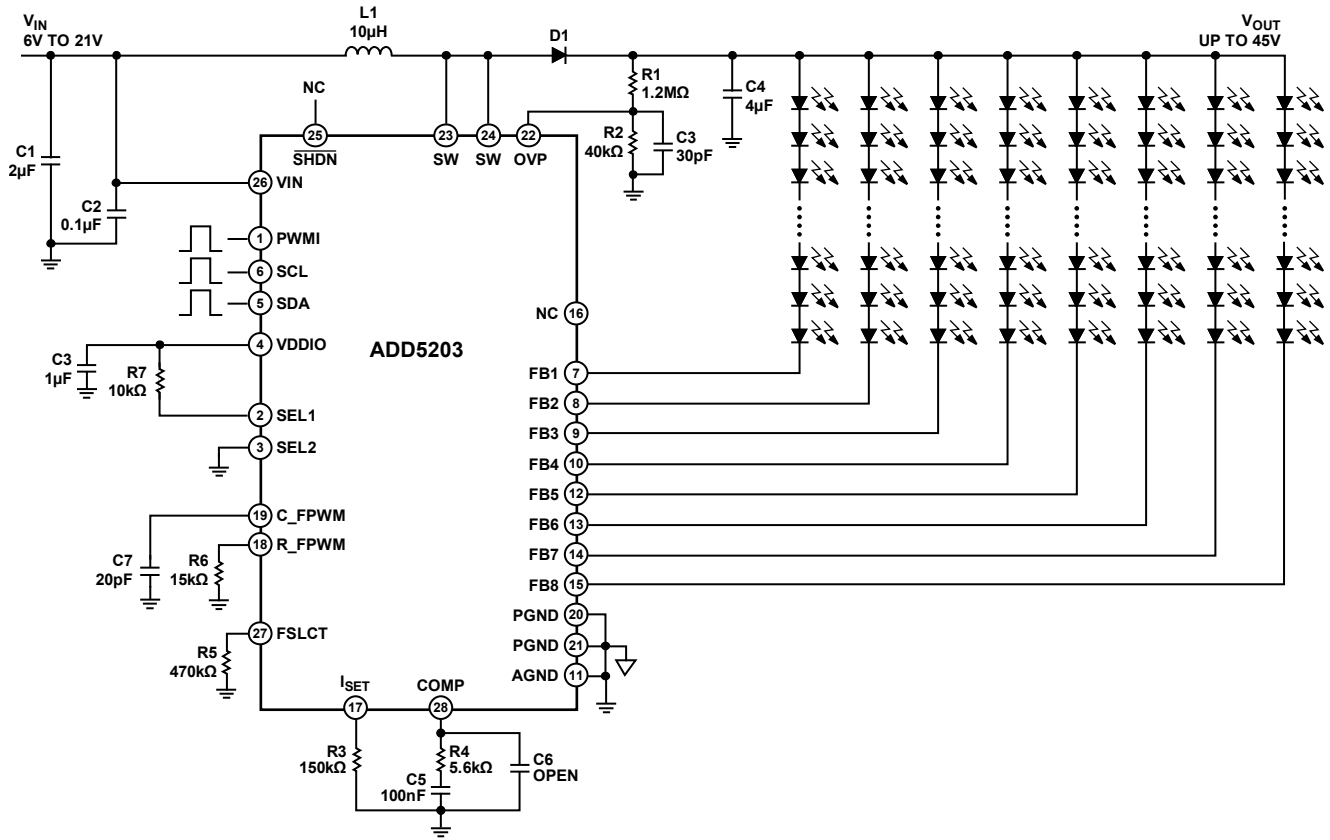 VIN
6V TO 21V
L1
10µH
D1
VOUT
UP TO 45V
R1
1.2MΩ
C4
4µF
NC
25
SHDN
23
SW
24
SW
22
OVP
R2
40kΩ
C3
30pF
C1
2µF
C2
0.1µF
26 VIN
1 PWMI
6 SCL
5 SDA
4 VDDIO
C3
1µF
R7
10kΩ
2 SEL1
3 SEL2
ADD5203
NC 16
FB1 7
FB2 8
FB3 9
FB4 10
FB5 12
FB6 13
FB7 14
FB8 15
PGND 20
PGND 21
AGND 11
19 C_FPWM
18 R_FPWM
C7
20pF
R6
15kΩ
27 FSLCT
R5
470kΩ
ISET
17
COMP
28
R3
150kΩ
R4
5.6kΩ
C5
100nF
C6
OPEN